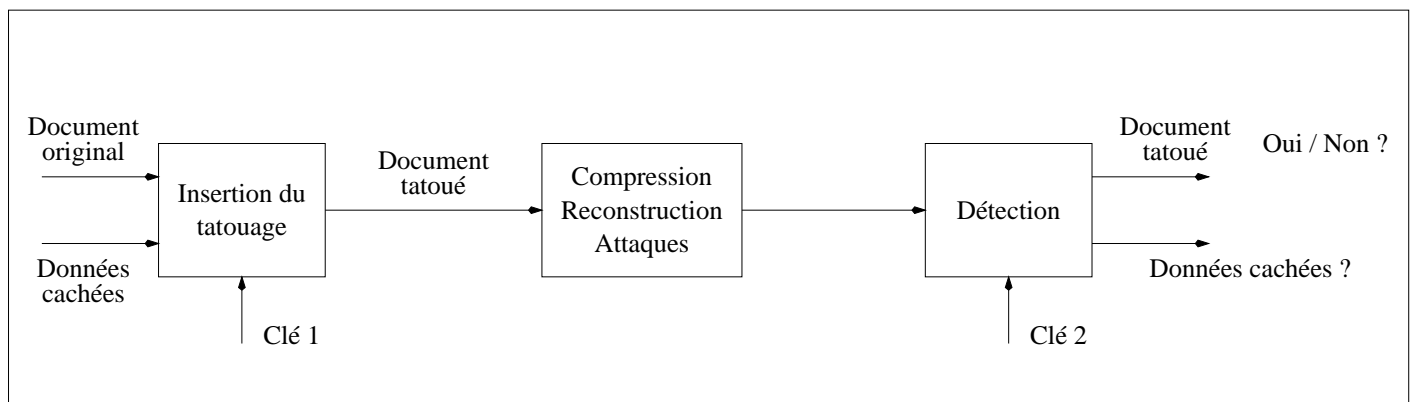 Document
original
Données
cachées
Insertion du
tatouage
Clé 1
Document
tatoué
Compression
Reconstruction
Attaques
Détection
Clé 2
Document
tatoué
Oui / Non ?
Données cachées ?